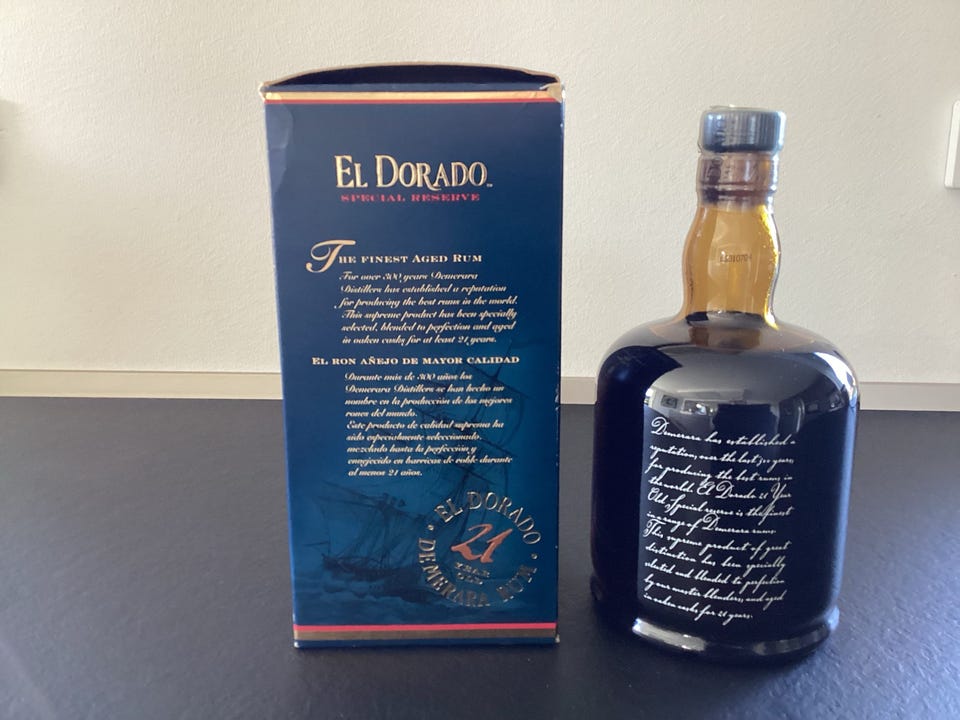 EL DORADO™
SPECIAL RESERVE
THE FINEST AGED RUM
For over 300 years Demerara
Distillers has established a reputation
for producing the best rums in the world.
This supreme product has been specially
selected, blended to perfection and aged
in oaken casks for at least 21 years.
EL RON AÑEJO DE MAYOR CALIDAD
Durante más de 300 años los
Demerara Distillers se han hecho un
nombre en la producción de los mejores
rones del mundo.
Este producto de calidad suprema ha
sido especialmente seleccionado,
mezclado hasta la perfección y
envejecido en barricas de roble durante
al menos 21 años.
EL DORADO
21
YEAR
OLD
DEMERARA RUM
Demerara has established a
reputation, over the last 300 years,
for producing the best rums in
the world. El Dorado 21 Year
Old Special reserve is the finest
in a range of Demerara rums.
This supreme product of great
distinction has been specially
selected and blended to perfection
by our master blenders, and aged
in oaken casks for 21 years.